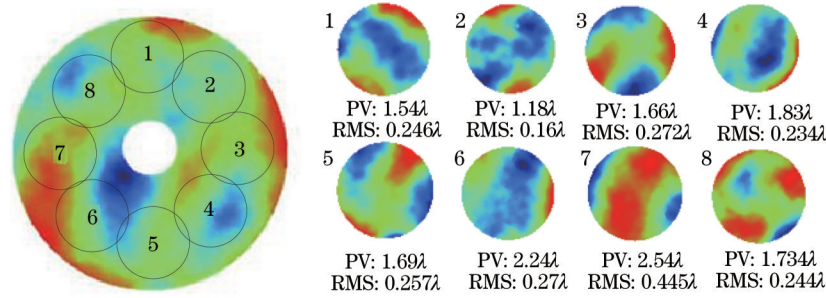 1
2
3
4
5
6
7
8
1
PV: 1.54λ
RMS: 0.246λ
2
PV: 1.18λ
RMS: 0.16λ
3
PV: 1.66λ
RMS: 0.272λ
4
PV: 1.83λ
RMS: 0.234λ
5
PV: 1.69λ
RMS: 0.257λ
6
PV: 2.24λ
RMS: 0.27λ
7
PV: 2.54λ
RMS: 0.445λ
8
PV: 1.734λ
RMS: 0.244λ